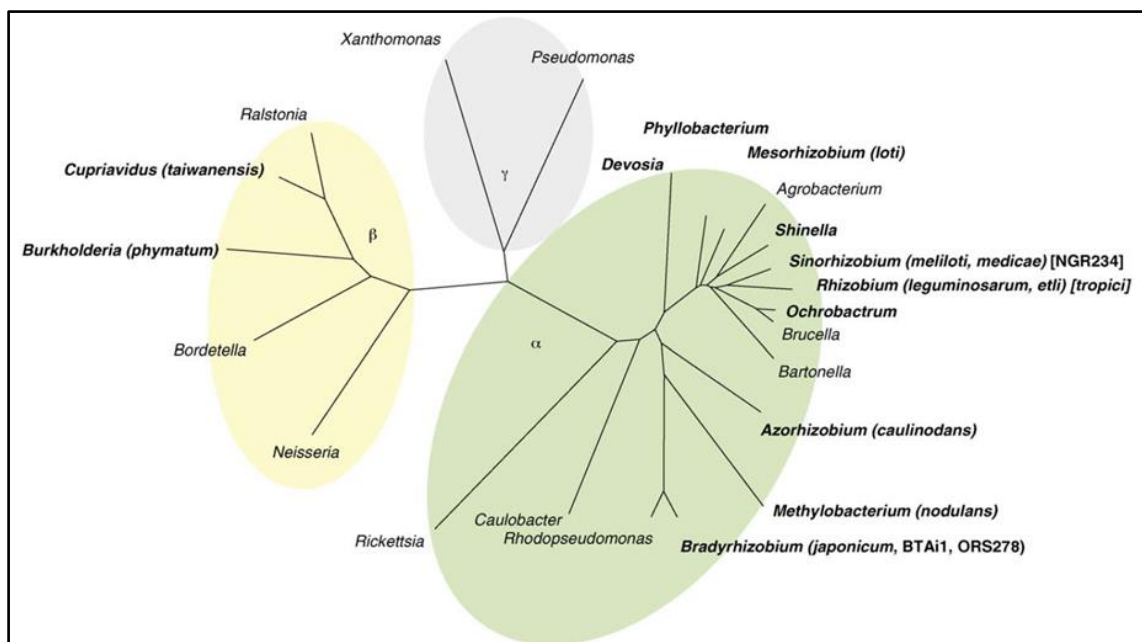 Xanthomonas
Pseudomonas
Ralstonia
Phyllobacterium
Mesorhizobium (loti)
Cupriavidus (taiwanensis)
Devosia
γ
Agrobacterium
Shinella
Burkholderia (phymatum)
β
Sinorhizobium (meliloti, medicae) [NGR234]
Rhizobium (leguminosarum, etli) [tropici]
Ochrobactrum
Brucella
Bordetella
α
Bartonella
Azorhizobium (caulinodans)
Neisseria
Methylobacterium (nodulans)
Caulobacter
Rickettsia
Rhodopseudomonas
Bradyrhizobium (japonicum, BTAi1, ORS278)